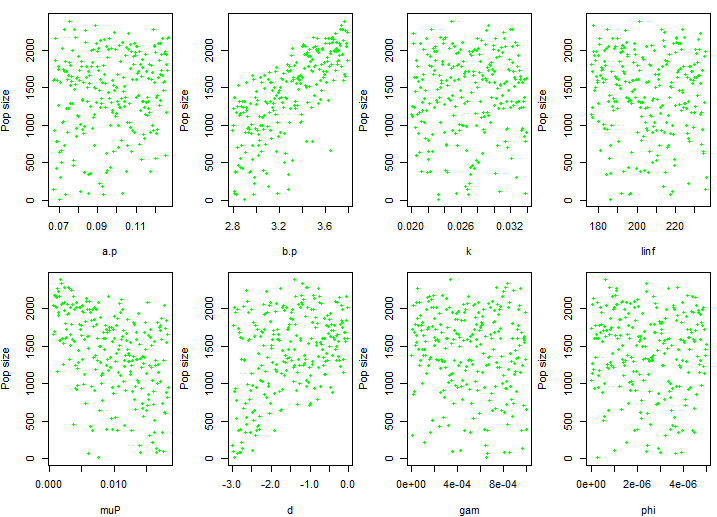 Pop size
0 500 1000 1500 2000
0.07 0.09 0.11
a.p
Pop size
0 500 1000 1500 2000
2.8 3.2 3.6
b.p
Pop size
0 500 1000 1500 2000
0.020 0.026 0.032
k
Pop size
0 500 1000 1500 2000
180 200 220
linf
Pop size
0 500 1000 1500 2000
0.000 0.010
muP
Pop size
0 500 1000 1500 2000
-3.0 -2.0 -1.0 0.0
d
Pop size
0 500 1000 1500 2000
0e+00 4e-04 8e-04
gam
Pop size
0 500 1000 1500 2000
0e+00 2e-06 4e-06
phi